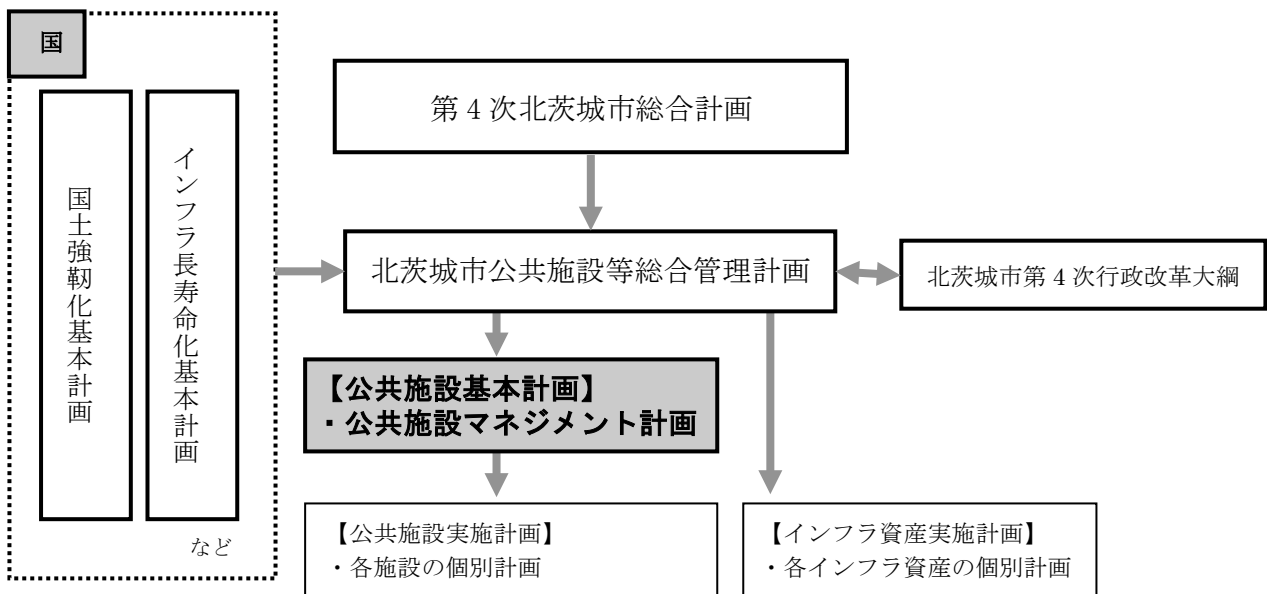 国
国土強靭化基本計画
インフラ長寿命化基本計画
など
第4次北茨城市総合計画
北茨城市公共施設等総合管理計画
北茨城市第4次行政改革大綱
【公共施設基本計画】
・公共施設マネジメント計画
【公共施設実施計画】
・各施設の個別計画
【インフラ資産実施計画】
・各インフラ資産の個別計画